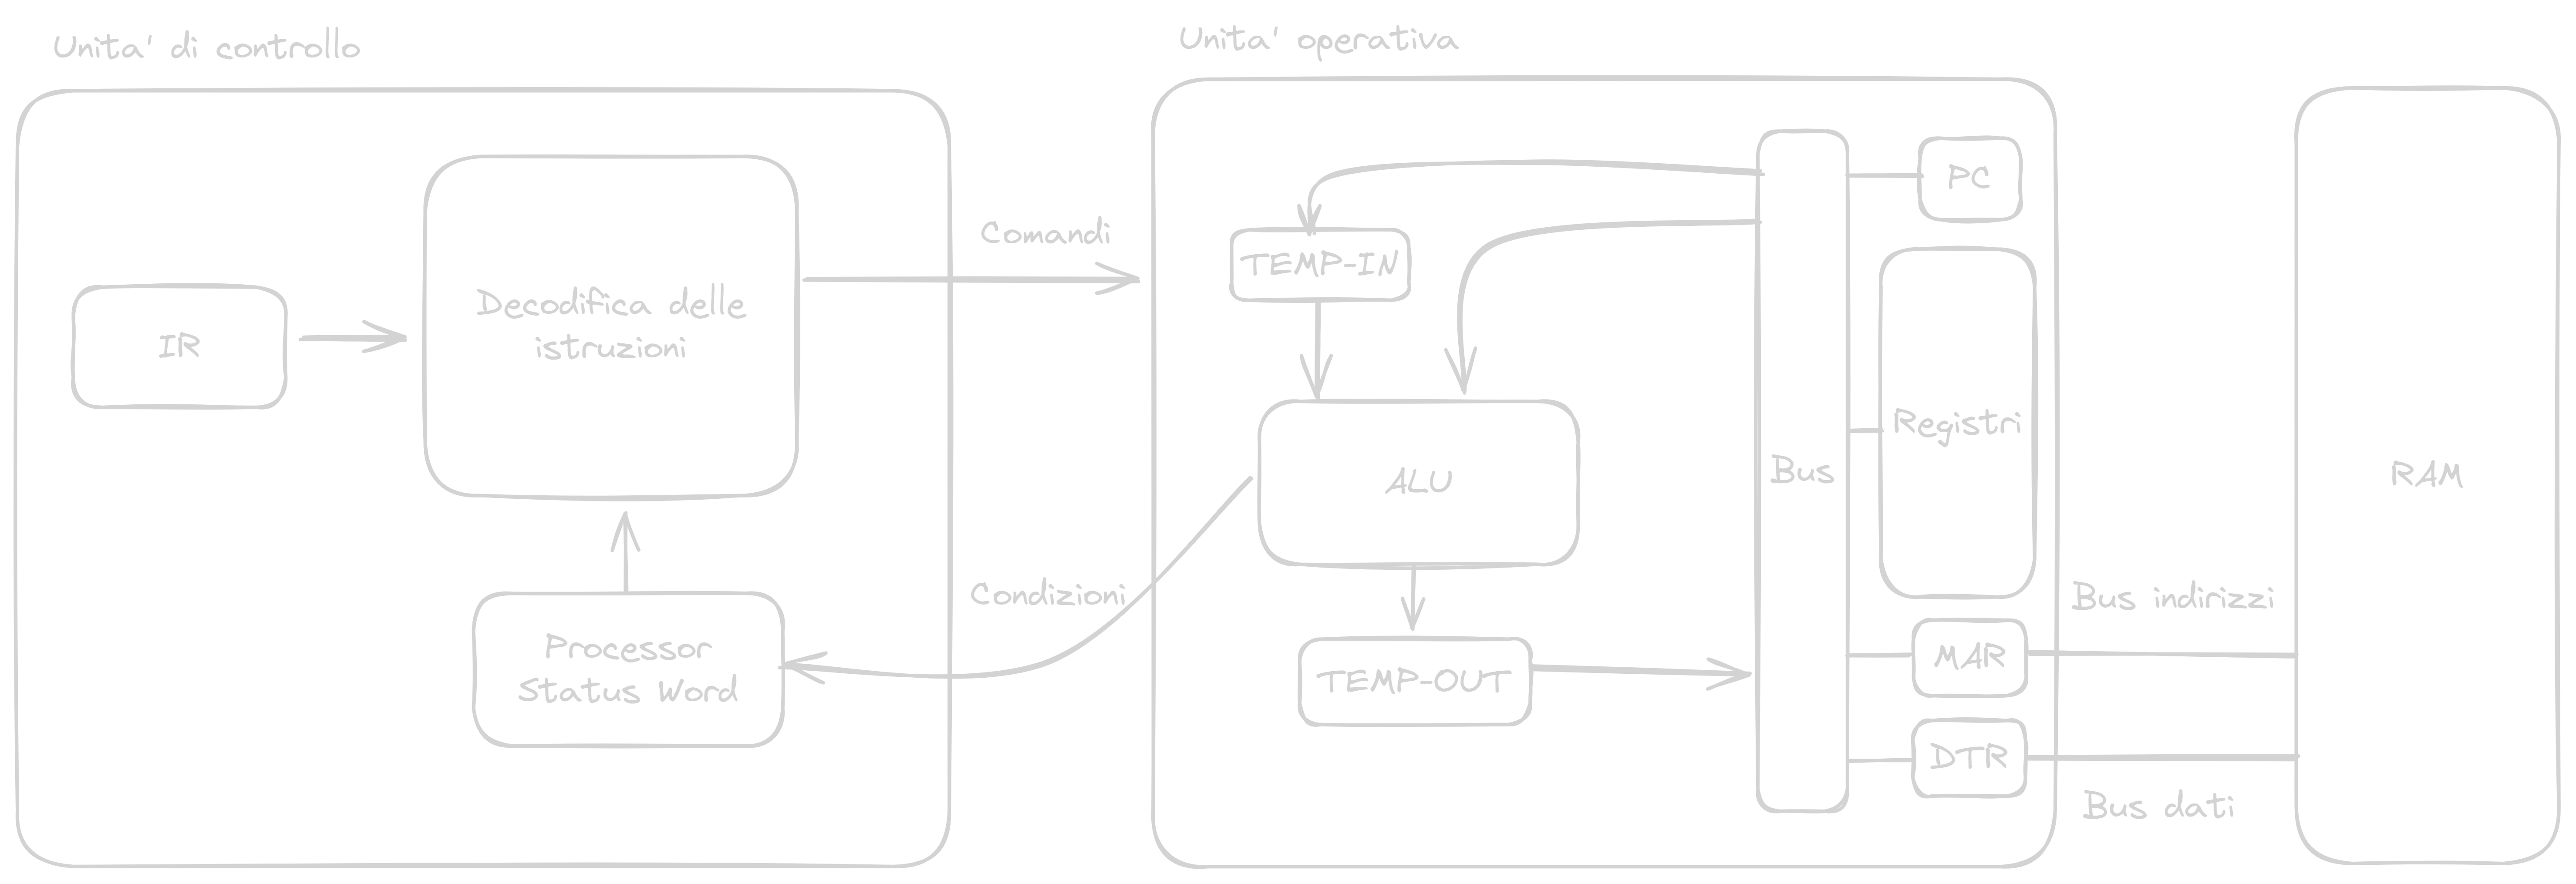 Unita' di controllo
Unita' operativa
IR
Decodifica delle
istruzioni
Processor
Status Word
Comandi
Condizioni
TEMP-IN
ALU
TEMP-OUT
Bus
PC
Registri
MAR
DTR
Bus indirizzi
Bus dati
RAM